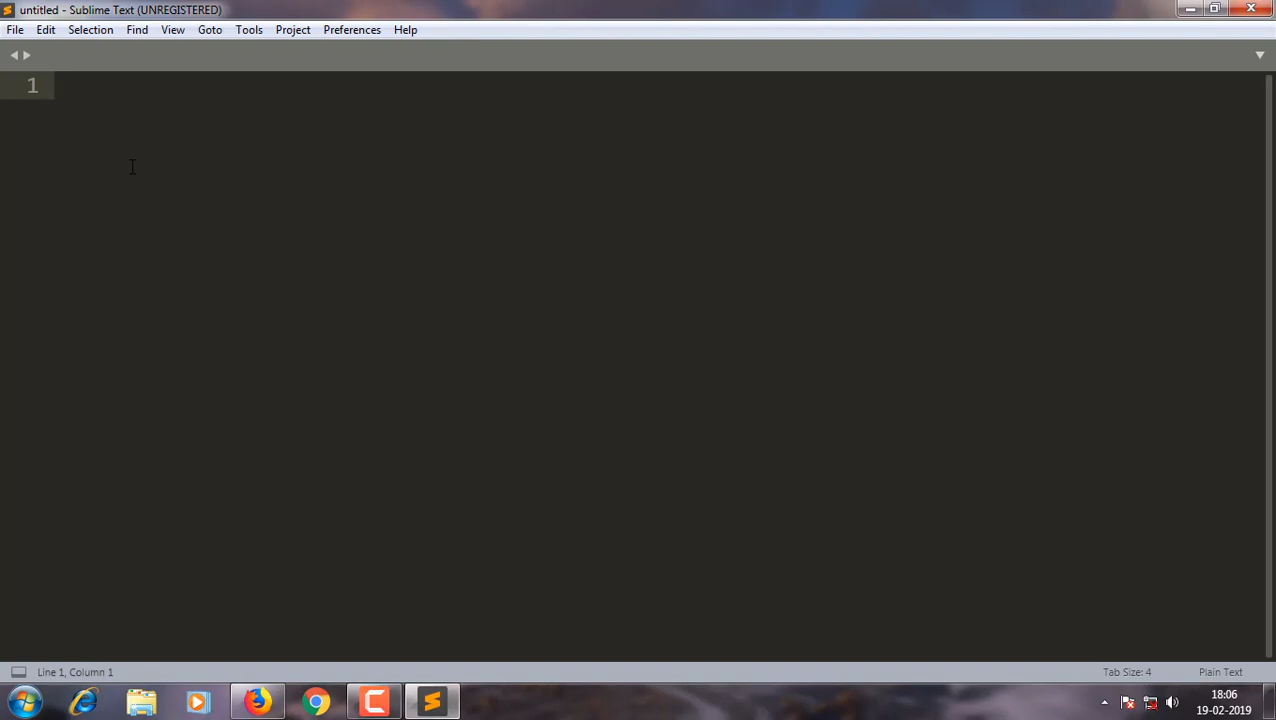 untitled - Sublime Text (UNREGISTERED)
File Edit Selection Find View Goto Tools Project Preferences Help
1
Line 1, Column 1 Tab Size: 4 Plain Text
18:06
19-02-2019